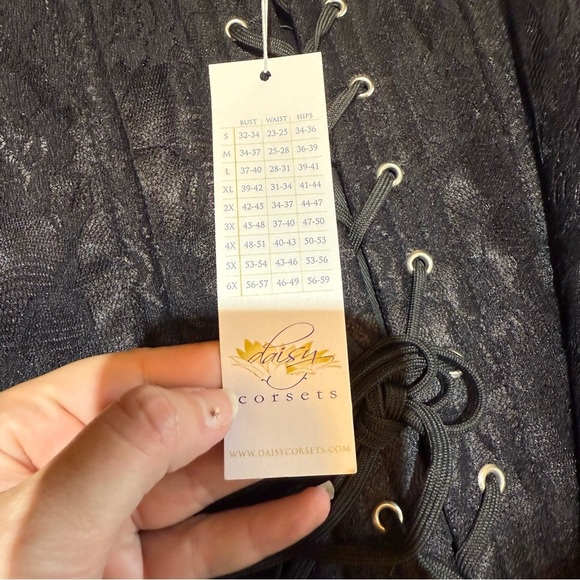 BUST WAIST HIPS
S 32-34 23-25 34-36
M 34-37 25-28 36-39
L 37-40 28-31 39-41
XL 39-42 31-34 41-44
2X 42-45 34-37 44-47
3X 45-48 37-40 47-50
4X 48-51 40-43 50-53
5X 53-54 43-46 53-56
6X 56-57 46-49 56-59
daisy
corsets
WWW.DAISYCORSETS.COM